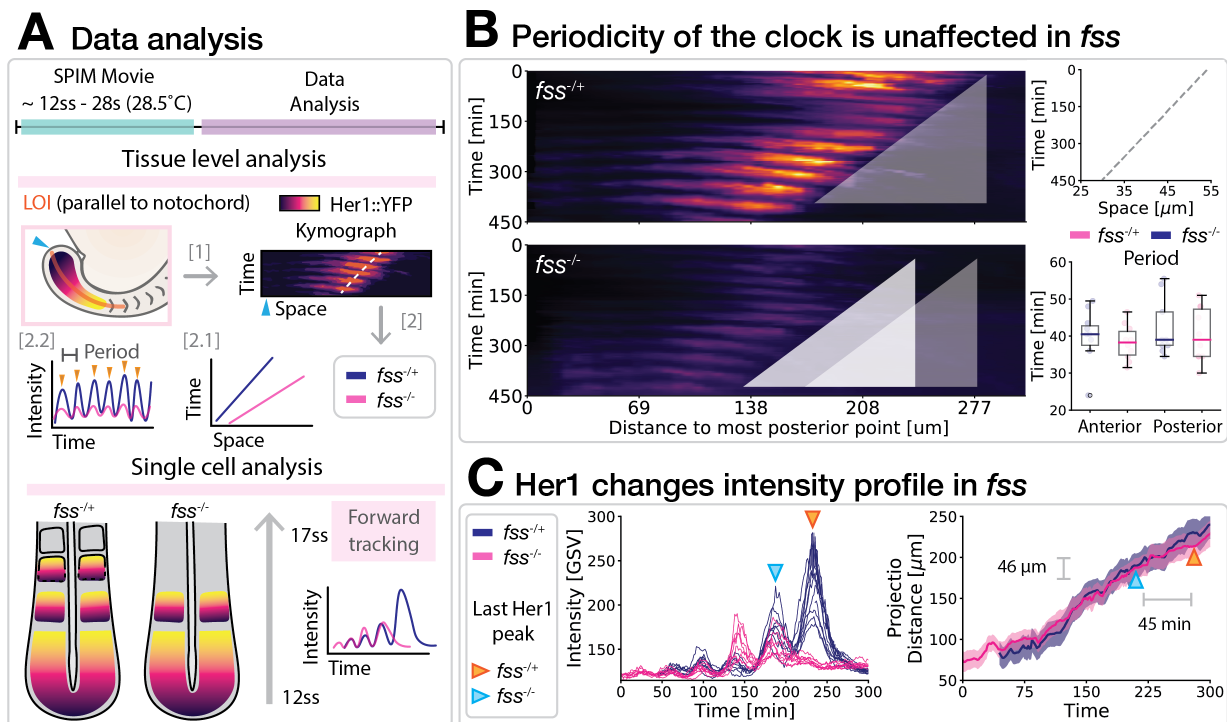 A Data analysis
SPIM Movie
~ 12ss - 28s (28.5˚C)
Data
Analysis
Tissue level analysis
LOI (parallel to notochord)
Her1::YFP
Kymograph
[1]
Time
Space
[2]
[2.2]
Period
Intensity
Time
[2.1]
Time
Space
fss-/+
fss-/-
Single cell analysis
fss-/+
fss-/-
17ss
12ss
Forward
tracking
Intensity
Time
B Periodicity of the clock is unaffected in fss
fss-/+
Time [min]
0
150
300
450
fss-/-
Time [min]
0
150
300
450
0 69 138 208 277
Distance to most posterior point [um]
Time [min]
0
150
300
450
25 35 45 55
Space [µm]
fss-/+ fss-/-
Period
Time [min]
60
50
40
30
20
Anterior Posterior
C Her1 changes intensity profile in fss
fss-/+
fss-/-
Last Her1
peak
fss-/+
fss-/-
Intensity [GSV]
300
250
200
150
0 50 100 150 200 250 300
Time [min]
Projectio
Distance [µm]
250
200
150
100
50
46 µm
45 min
0 75 150 225 300
Time